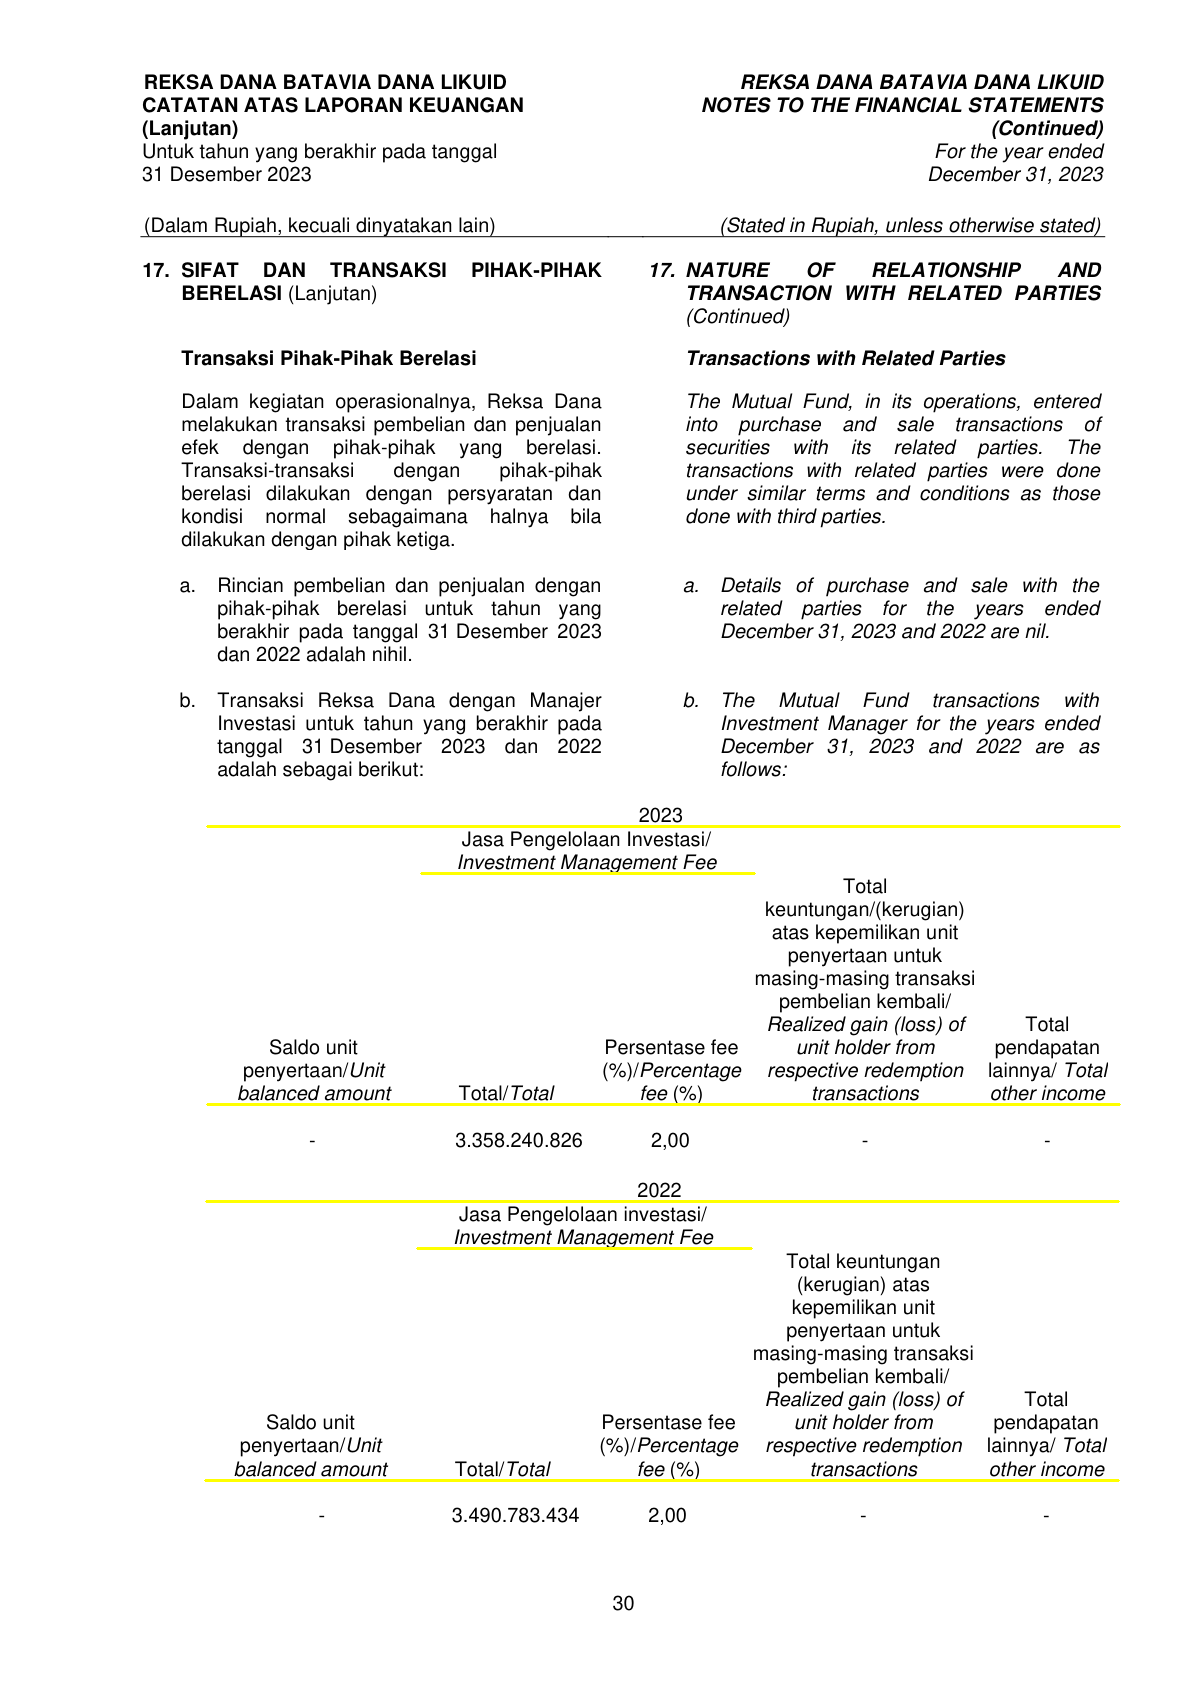 REKSA DANA BATAVIA DANA LIKUID
CATATAN ATAS LAPORAN KEUANGAN
(Lanjutan)
Untuk tahun yang berakhir pada tanggal
31 Desember 2023
REKSA DANA BATAVIA DANA LIKUID
NOTES TO THE FINANCIAL STATEMENTS
(Continued)
For the year ended
December 31, 2023
(Dalam Rupiah, kecuali dinyatakan lain)
(Stated in Rupiah, unless otherwise stated)
17. SIFAT DAN TRANSAKSI PIHAK-PIHAK
BERELASI (Lanjutan)
Transaksi Pihak-Pihak Berelasi
Dalam kegiatan operasionalnya, Reksa Dana
melakukan transaksi pembelian dan penjualan
efek dengan pihak-pihak yang berelasi.
Transaksi-transaksi dengan pihak-pihak
berelasi dilakukan dengan persyaratan dan
kondisi normal sebagaimana halnya bila
dilakukan dengan pihak ketiga.
a. Rincian pembelian dan penjualan dengan
pihak-pihak berelasi untuk tahun yang
berakhir pada tanggal 31 Desember 2023
dan 2022 adalah nihil.
b. Transaksi Reksa Dana dengan Manajer
Investasi untuk tahun yang berakhir pada
tanggal 31 Desember 2023 dan 2022
adalah sebagai berikut:
17. NATURE OF RELATIONSHIP AND
TRANSACTION WITH RELATED PARTIES
(Continued)
Transactions with Related Parties
The Mutual Fund, in its operations, entered
into purchase and sale transactions of
securities with its related parties. The
transactions with related parties were done
under similar terms and conditions as those
done with third parties.
a. Details of purchase and sale with the
related parties for the years ended
December 31, 2023 and 2022 are nil.
b. The Mutual Fund transactions with
Investment Manager for the years ended
December 31, 2023 and 2022 are as
follows:
2023
Jasa Pengelolaan Investasi/
Investment Management Fee
Saldo unit
penyertaan/Unit
balanced amount
Total/Total
Persentase fee
(%)/Percentage
fee (%)
Total
keuntungan/(kerugian)
atas kepemilikan unit
penyertaan untuk
masing-masing transaksi
pembelian kembali/
Realized gain (loss) of
unit holder from
respective redemption
transactions
Total
pendapatan
lainnya/ Total
other income
- 3.358.240.826 2,00 - -
2022
Jasa Pengelolaan investasi/
Investment Management Fee
Saldo unit
penyertaan/Unit
balanced amount
Total/Total
Persentase fee
(%)/Percentage
fee (%)
Total keuntungan
(kerugian) atas
kepemilikan unit
penyertaan untuk
masing-masing transaksi
pembelian kembali/
Realized gain (loss) of
unit holder from
respective redemption
transactions
Total
pendapatan
lainnya/ Total
other income
- 3.490.783.434 2,00 - -
30